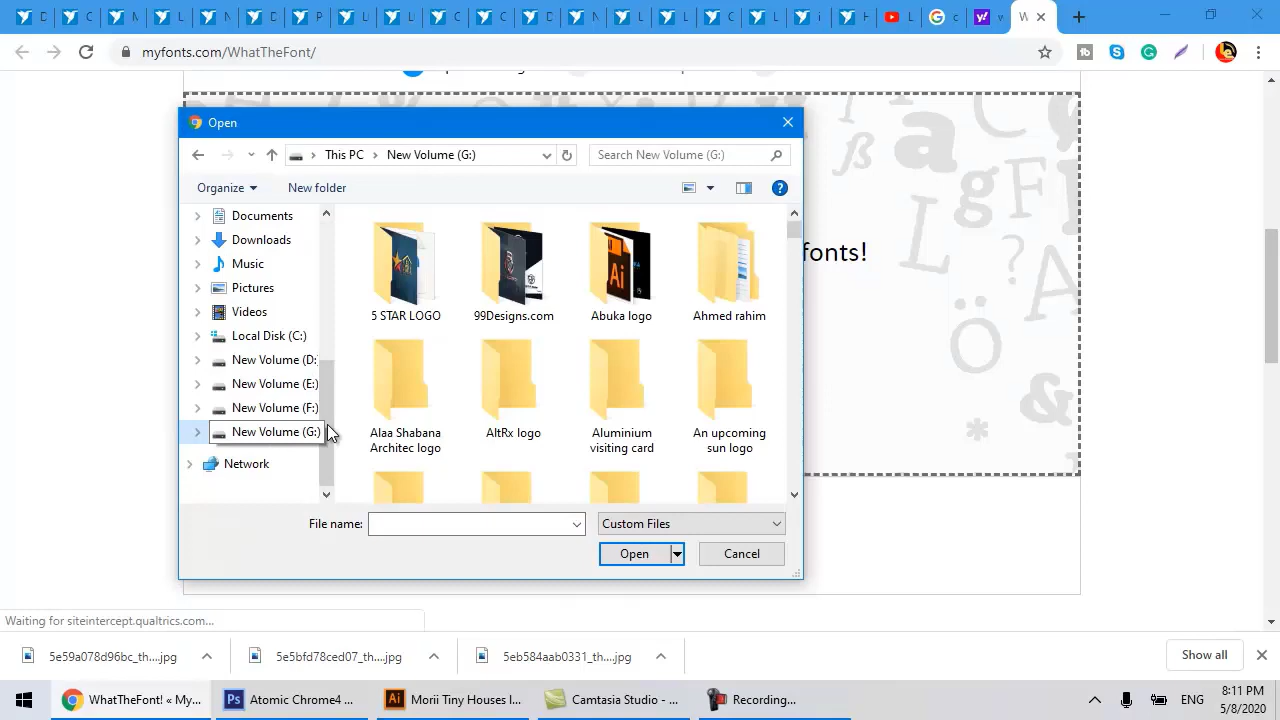 myfonts.com/WhatTheFont/
Open
This PC
New Volume (G:)
Search New Volume (G:)
Organize
New folder
Documents
Downloads
Music
Pictures
Videos
Local Disk (C:)
New Volume (D:
New Volume (E:)
New Volume (F:)
New Volume (G:)
Network
5 STAR LOGO
99Designs.com
Abuka logo
Ahmed rahim
Alaa Shabana
Architec logo
AltRx logo
Aluminium
visiting card
An upcoming
sun logo
fonts!
File name:
Custom Files
Open
Cancel
Waiting for siteintercept.qualtrics.com...
5e59a078d96bc_th....jpg
5e5bfd78ced07_th....jpg
5eb584aab0331_th....jpg
Show all
WhatTheFont! « My...
Atomic Chrome4 ...
Morii Tiny Houses l...
Camtasia Studio - ...
Recording...
ENG
8:11 PM
5/8/2020